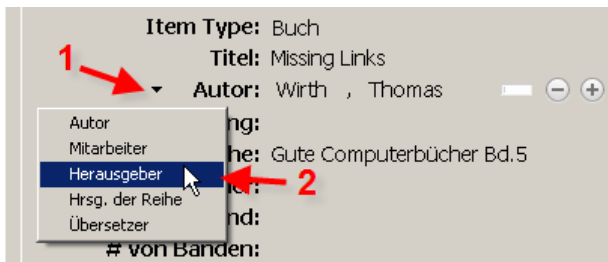 Item Type: Buch
Titel: Missing Links
1
Autor: Wirth , Thomas
Autor
ng:
Mitarbeiter
he: Gute Computerbücher Bd.5
Herausgeber
2
Hrsg. der Reihe
nd:
Übersetzer
# von Banden: